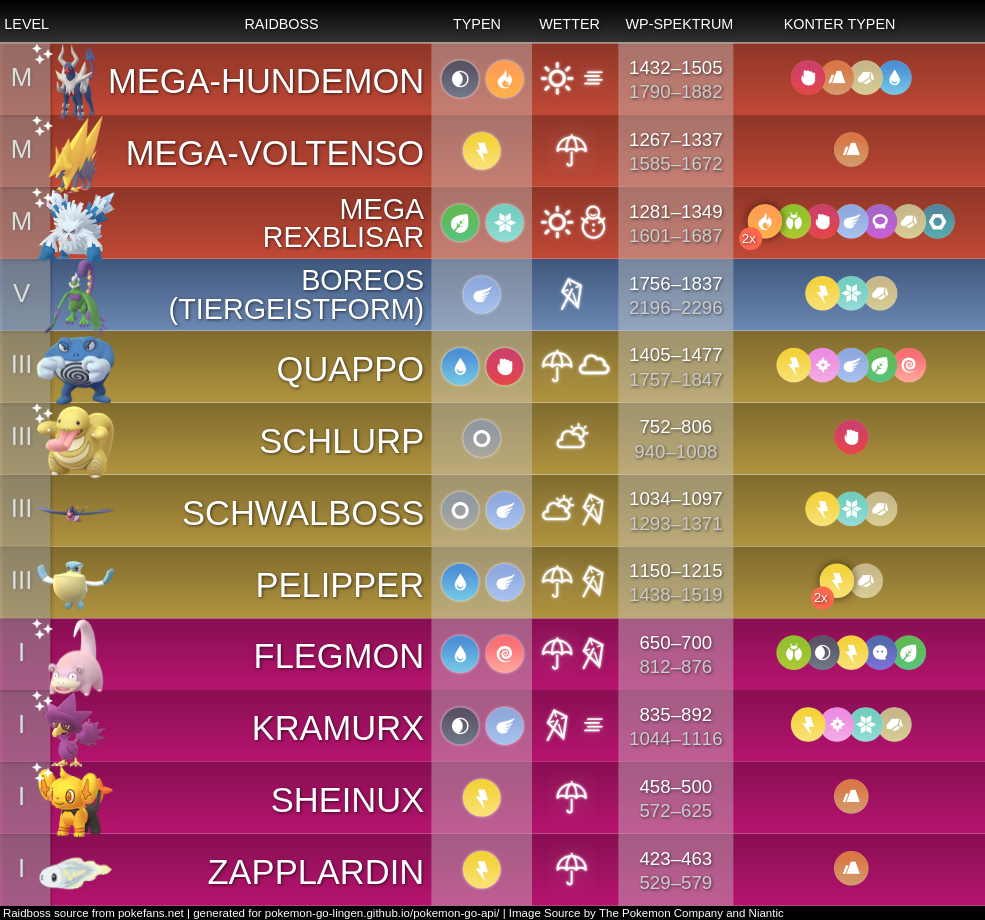 LEVEL RAIDBOSS TYPEN WETTER WP-SPEKTRUM KONTER TYPEN
M MEGA-HUNDEMON 1432–1505
1790–1882
M MEGA-VOLTENSO 1267–1337
1585–1672
M MEGA REXBLISAR 1281–1349
1601–1687 2x
V BOREOS (TIERGEISTFORM) 1756–1837
2196–2296
III QUAPPO 1405–1477
1757–1847
III SCHLURP 752–806
940–1008
III SCHWALBOSS 1034–1097
1293–1371
III PELIPPER 1150–1215
1438–1519 2x
I FLEGMON 650–700
812–876
I KRAMURX 835–892
1044–1116
I SHEINUX 458–500
572–625
I ZAPPLARDIN 423–463
529–579
Raidboss source from pokefans.net | generated for pokemon-go-lingen.github.io/pokemon-go-api/ | Image Source by The Pokemon Company and Niantic